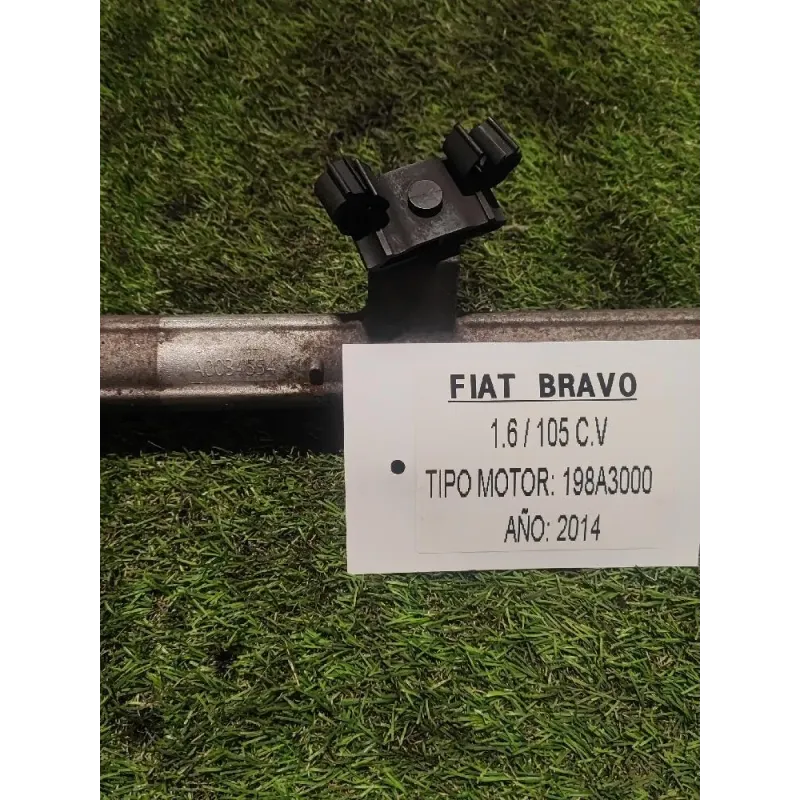 FIAT BRAVO
1.6 / 105 C.V
TIPO MOTOR: 198A3000
AÑO: 2014